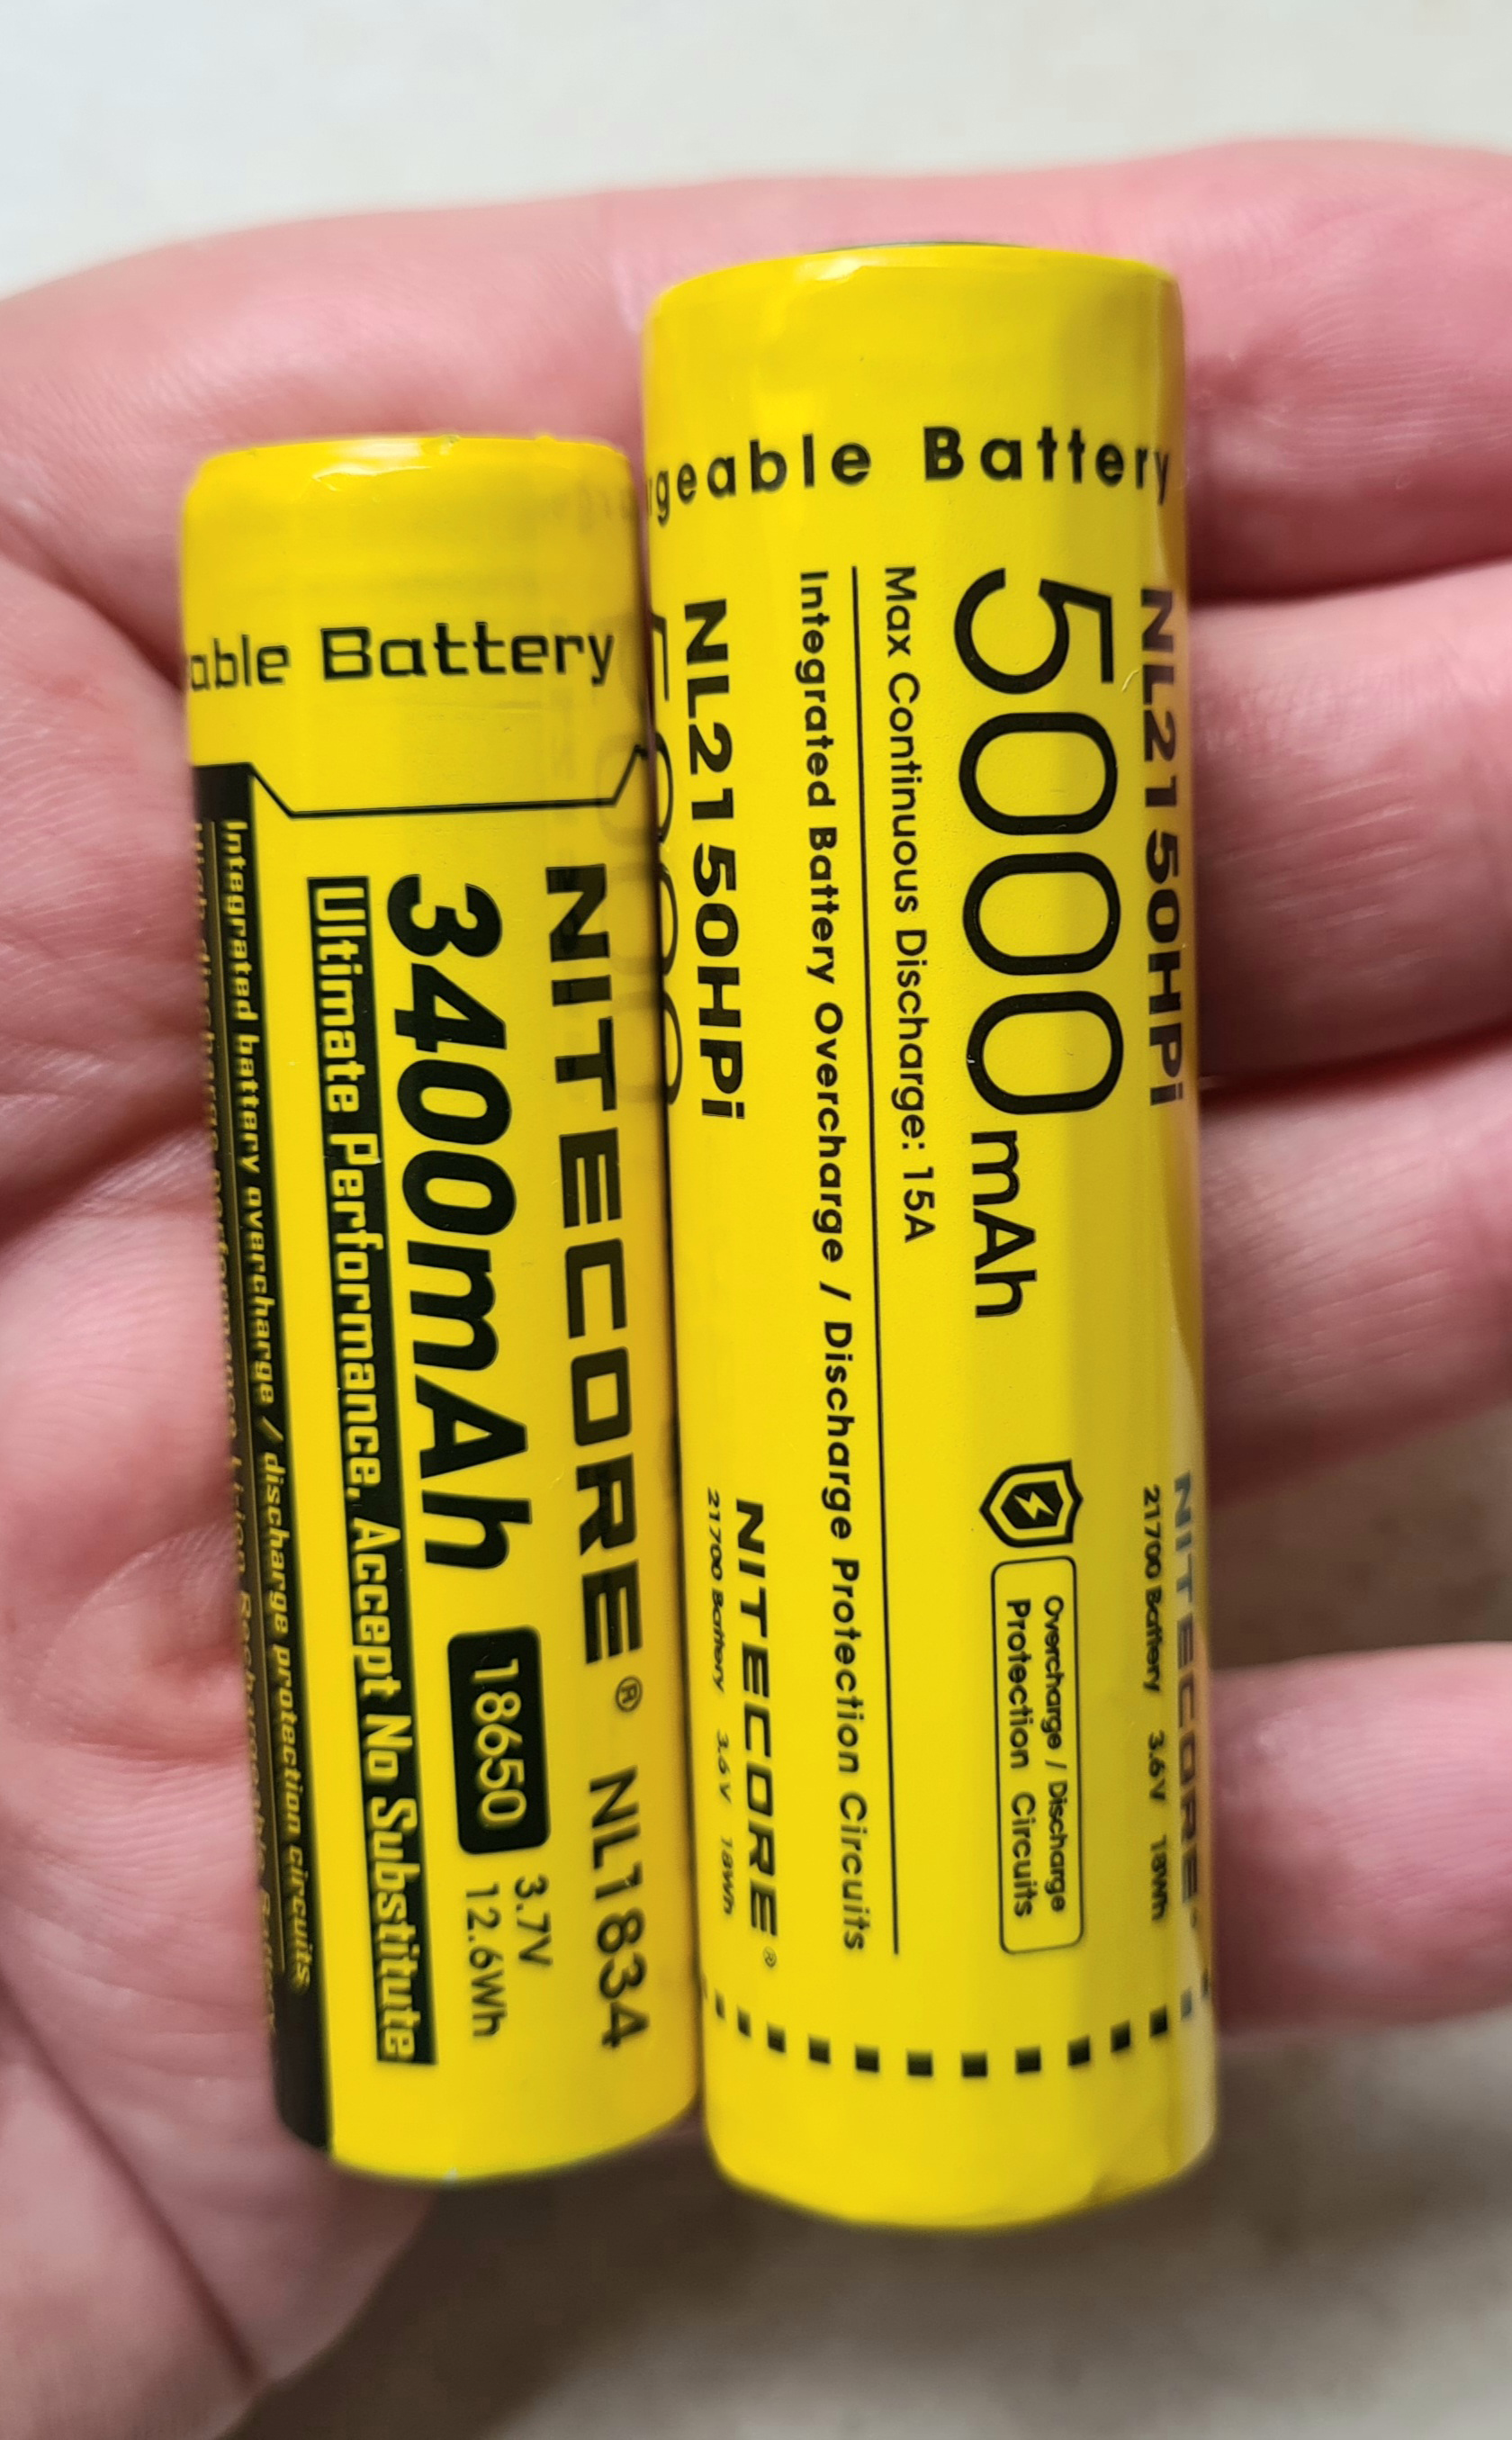 able Battery
NITECORE® NL1834
3400mAh 18650 3.7V
12.6Wh
Ultimate Performance, Accept No Substitute
Integrated battery overcharge / discharge protection circuits
geable Battery
NL2150HPi NITECORE
21700 Battery 3.6V 18Wh
5000mAh Overcharge / Discharge
Protection Circuits
Max Continuous Discharge: 15A
Integrated Battery Overcharge / Discharge Protection Circuits
NL2150HPi NITECORE®
21700 Battery 3.6V 18Wh